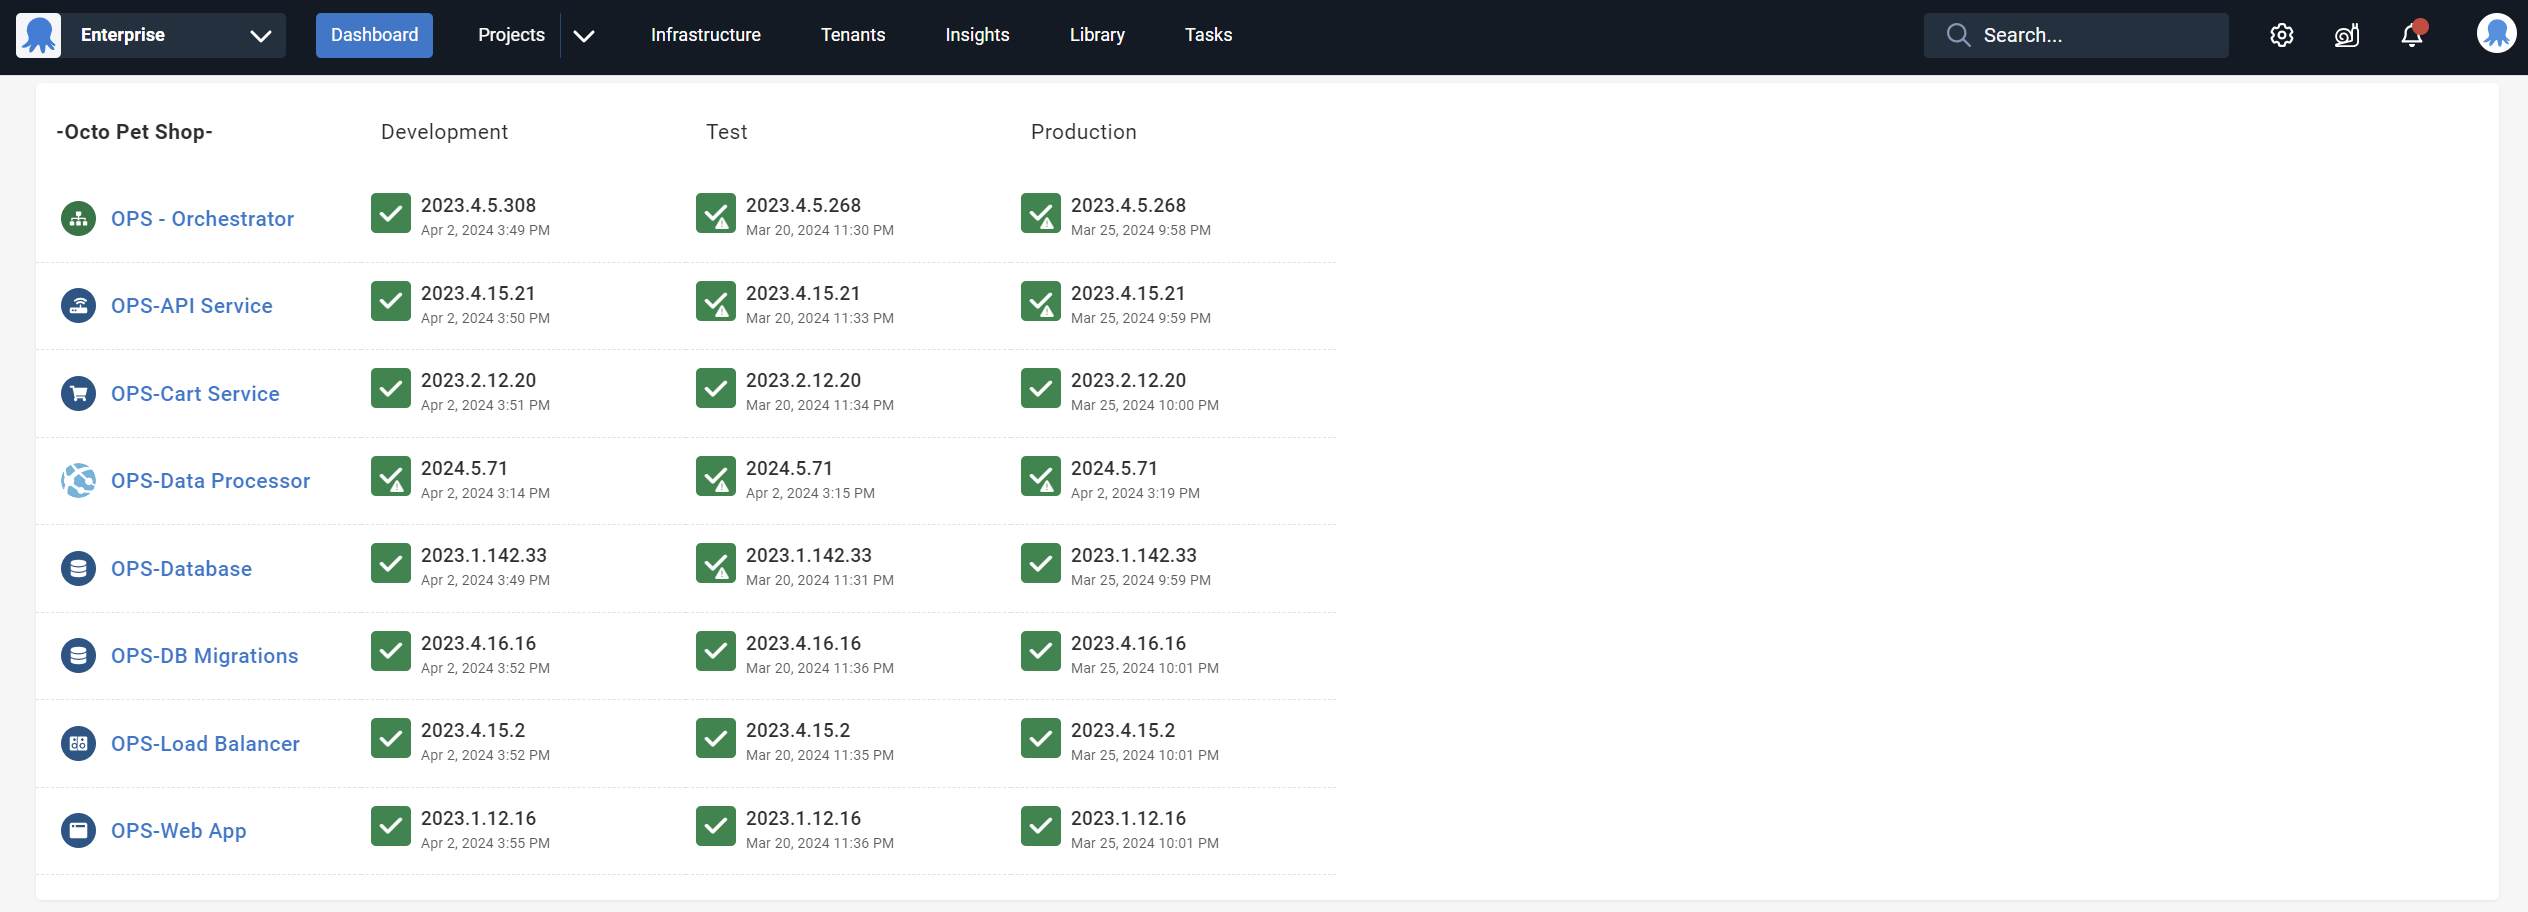 Enterprise Dashboard Projects Infrastructure Tenants Insights Library Tasks Search...
-Octo Pet Shop- Development Test Production
OPS - Orchestrator 2023.4.5.308 2023.4.5.268 2023.4.5.268
Apr 2, 2024 3:49 PM Mar 20, 2024 11:30 PM Mar 25, 2024 9:58 PM
OPS-API Service 2023.4.15.21 2023.4.15.21 2023.4.15.21
Apr 2, 2024 3:50 PM Mar 20, 2024 11:33 PM Mar 25, 2024 9:59 PM
OPS-Cart Service 2023.2.12.20 2023.2.12.20 2023.2.12.20
Apr 2, 2024 3:51 PM Mar 20, 2024 11:34 PM Mar 25, 2024 10:00 PM
OPS-Data Processor 2024.5.71 2024.5.71 2024.5.71
Apr 2, 2024 3:14 PM Apr 2, 2024 3:15 PM Apr 2, 2024 3:19 PM
OPS-Database 2023.1.142.33 2023.1.142.33 2023.1.142.33
Apr 2, 2024 3:49 PM Mar 20, 2024 11:31 PM Mar 25, 2024 9:59 PM
OPS-DB Migrations 2023.4.16.16 2023.4.16.16 2023.4.16.16
Apr 2, 2024 3:52 PM Mar 20, 2024 11:36 PM Mar 25, 2024 10:01 PM
OPS-Load Balancer 2023.4.15.2 2023.4.15.2 2023.4.15.2
Apr 2, 2024 3:52 PM Mar 20, 2024 11:35 PM Mar 25, 2024 10:01 PM
OPS-Web App 2023.1.12.16 2023.1.12.16 2023.1.12.16
Apr 2, 2024 3:55 PM Mar 20, 2024 11:36 PM Mar 25, 2024 10:01 PM